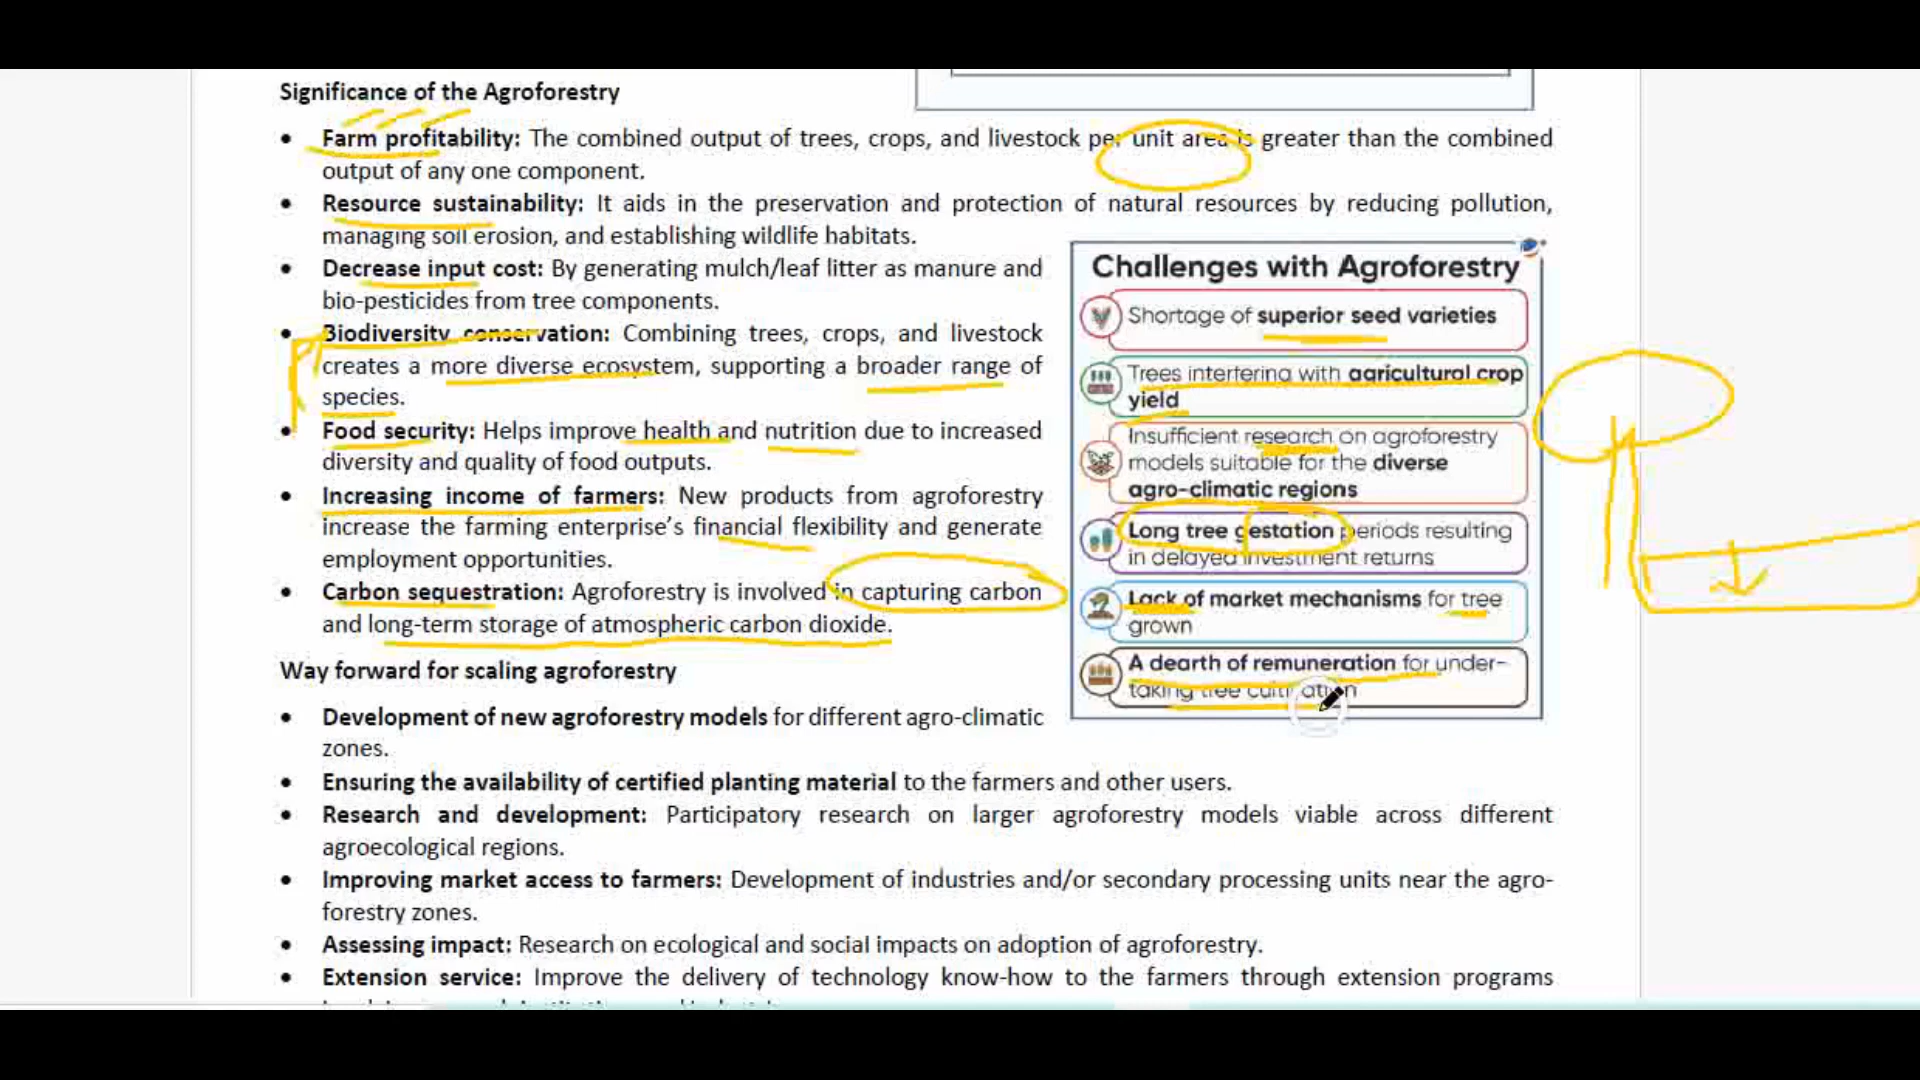 Significance of the Agroforestry
• Farm profitability: The combined output of trees, crops, and livestock per unit area is greater than the combined
output of any one component.
• Resource sustainability: It aids in the preservation and protection of natural resources by reducing pollution,
managing soil erosion, and establishing wildlife habitats.
• Decrease input cost: By generating mulch/leaf litter as manure and
bio-pesticides from tree components.
• Biodiversity conservation: Combining trees, crops, and livestock
creates a more diverse ecosystem, supporting a broader range of
species.
• Food security: Helps improve health and nutrition due to increased
diversity and quality of food outputs.
• Increasing income of farmers: New products from agroforestry
increase the farming enterprise’s financial flexibility and generate
employment opportunities.
• Carbon sequestration: Agroforestry is involved in capturing carbon
and long-term storage of atmospheric carbon dioxide.
Challenges with Agroforestry
Shortage of superior seed varieties
Trees interfering with agricultural crop
yield
Insufficient research on agroforestry
models suitable for the diverse
agro-climatic regions
Long tree gestation periods resulting
in delayed investment returns
Lack of market mechanisms for tree
grown
A dearth of remuneration for under-
taking tree cultivation
Way forward for scaling agroforestry
• Development of new agroforestry models for different agro-climatic
zones.
• Ensuring the availability of certified planting material to the farmers and other users.
• Research and development: Participatory research on larger agroforestry models viable across different
agroecological regions.
• Improving market access to farmers: Development of industries and/or secondary processing units near the agro-
forestry zones.
• Assessing impact: Research on ecological and social impacts on adoption of agroforestry.
• Extension service: Improve the delivery of technology know-how to the farmers through extension programs